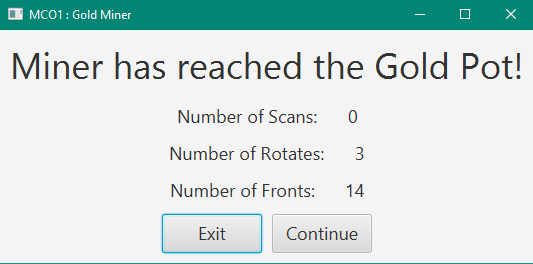 MCO1 : Gold Miner
Miner has reached the Gold Pot!
Number of Scans: 0
Number of Rotates: 3
Number of Fronts: 14
Exit Continue